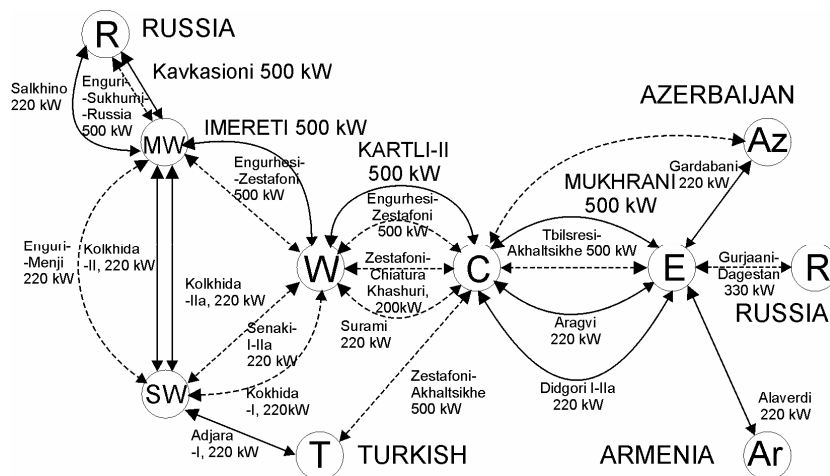 R
RUSSIA
Kavkasioni 500 kW
Salkhino
220 kW
Enguri-
-Sukhumi-
-Russia
500 kW
MW
IMERETI 500 kW
Engurhesi-
-Zestafoni
500 kW
KARTLI-II
500 kW
Engurhesi-
Zestafoni
500 kW
AZERBAIJAN
Az
Gardabani
220 kW
MUKHRANI
500 kW
Tbilsresi-
-Akhaltsikhe 500 kW
Enguri-
-Menji
220 kW
Kolkhida
-II, 220 kW
Kolkhida
-IIa, 220 kW
W
Zestafoni-
-Chiatura
Khashuri,
200kW
C
E
Gurjaani-
-Dagestan
330 kW
R
RUSSIA
Senaki-
I-IIa
220 kW
Surami
220 kW
Aragvi
220 kW
SW
Kokhida
-I, 220kW
Zestafoni-
-Akhaltsikhe
500 kW
Didgori I-IIa
220 kW
Alaverdi
220 kW
Adjara
-I, 220 kW
T
TURKISH
ARMENIA
Ar